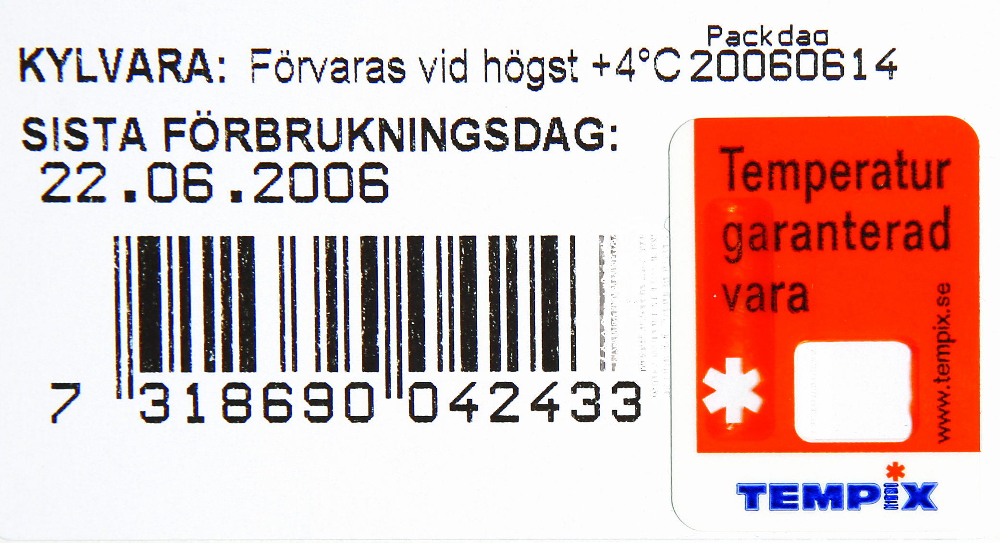 Packdag
KYLVARA: Förvaras vid högst +4°C 20060614
SISTA FÖRBRUKNINGSDAG:
22.06.2006
7 318690 042433
Temperatur
garanterad
vara
www.tempix.se
TEMPiX